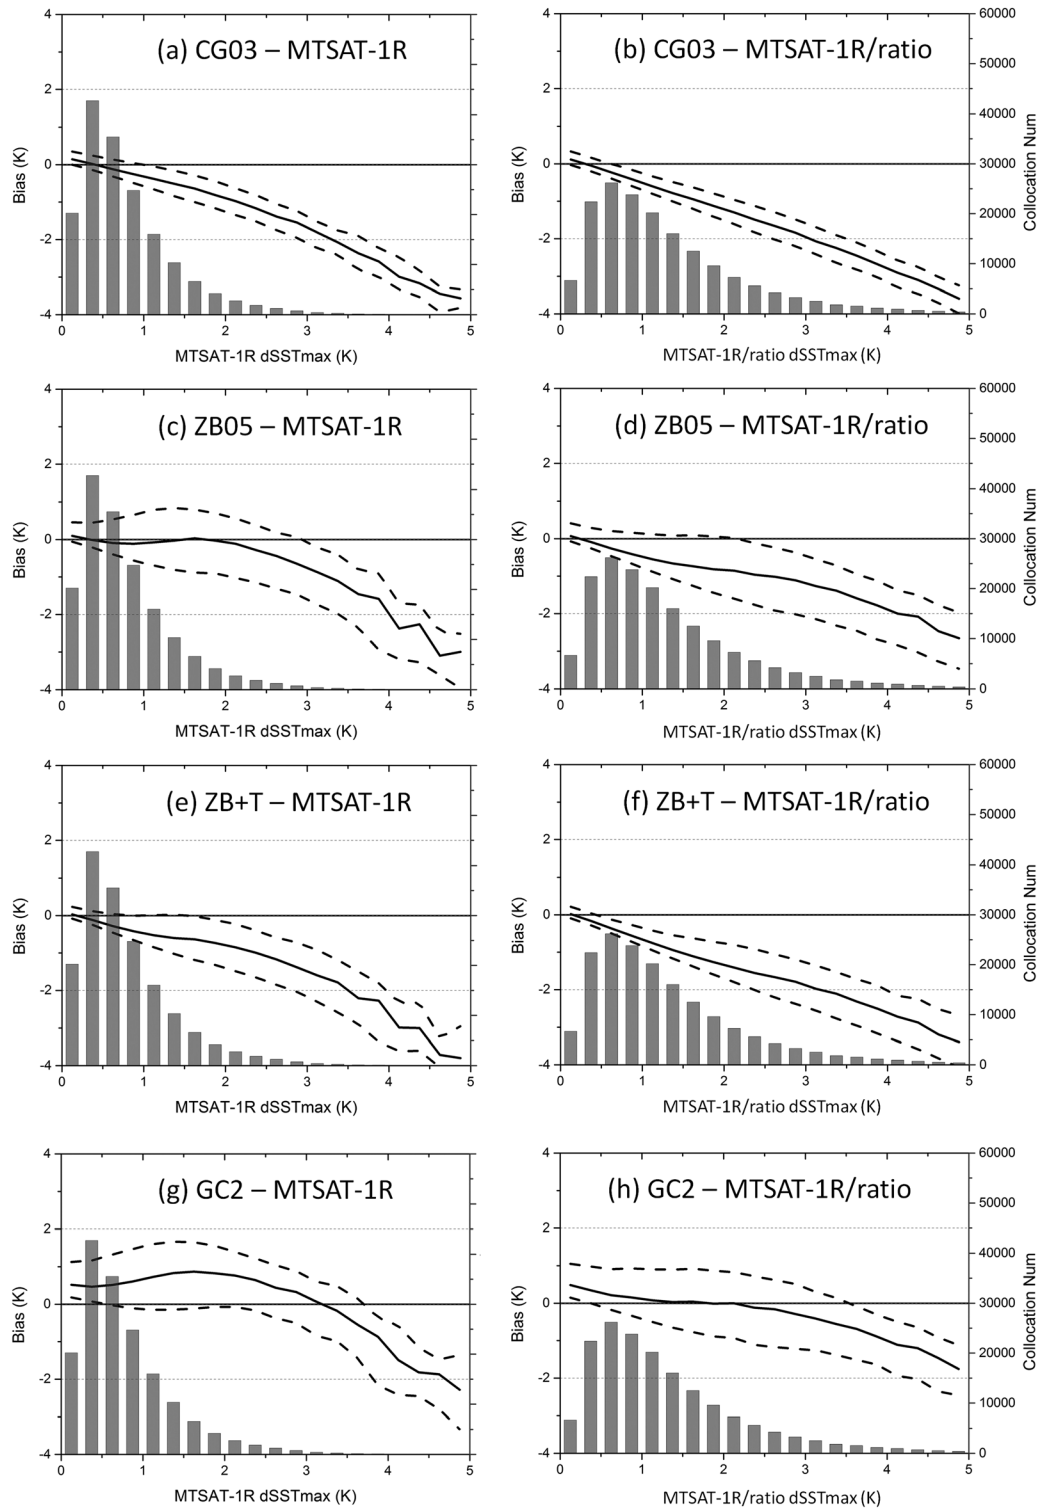 (a) CG03 – MTSAT-1R
4
2
0
-2
-4
Bias (K)
0 1 2 3 4 5
MTSAT-1R dSSTmax (K)
(b) CG03 – MTSAT-1R/ratio
4
2
0
-2
-4
Bias (K)
60000
50000
40000
30000
20000
10000
0
Collocation Num
0 1 2 3 4 5
MTSAT-1R/ratio dSSTmax (K)
(c) ZB05 – MTSAT-1R
4
2
0
-2
-4
Bias (K)
0 1 2 3 4 5
MTSAT-1R dSSTmax (K)
(d) ZB05 – MTSAT-1R/ratio
4
2
0
-2
-4
Bias (K)
60000
50000
40000
30000
20000
10000
0
Collocation Num
0 1 2 3 4 5
MTSAT-1R/ratio dSSTmax (K)
(e) ZB+T – MTSAT-1R
4
2
0
-2
-4
Bias (K)
0 1 2 3 4 5
MTSAT-1R dSSTmax (K)
(f) ZB+T – MTSAT-1R/ratio
4
2
0
-2
-4
Bias (K)
60000
50000
40000
30000
20000
10000
0
Collocation Num
0 1 2 3 4 5
MTSAT-1R/ratio dSSTmax (K)
(g) GC2 – MTSAT-1R
4
2
0
-2
-4
Bias (K)
0 1 2 3 4 5
MTSAT-1R dSSTmax (K)
(h) GC2 – MTSAT-1R/ratio
4
2
0
-2
-4
Bias (K)
60000
50000
40000
30000
20000
10000
0
Collocation Num
0 1 2 3 4 5
MTSAT-1R/ratio dSSTmax (K)